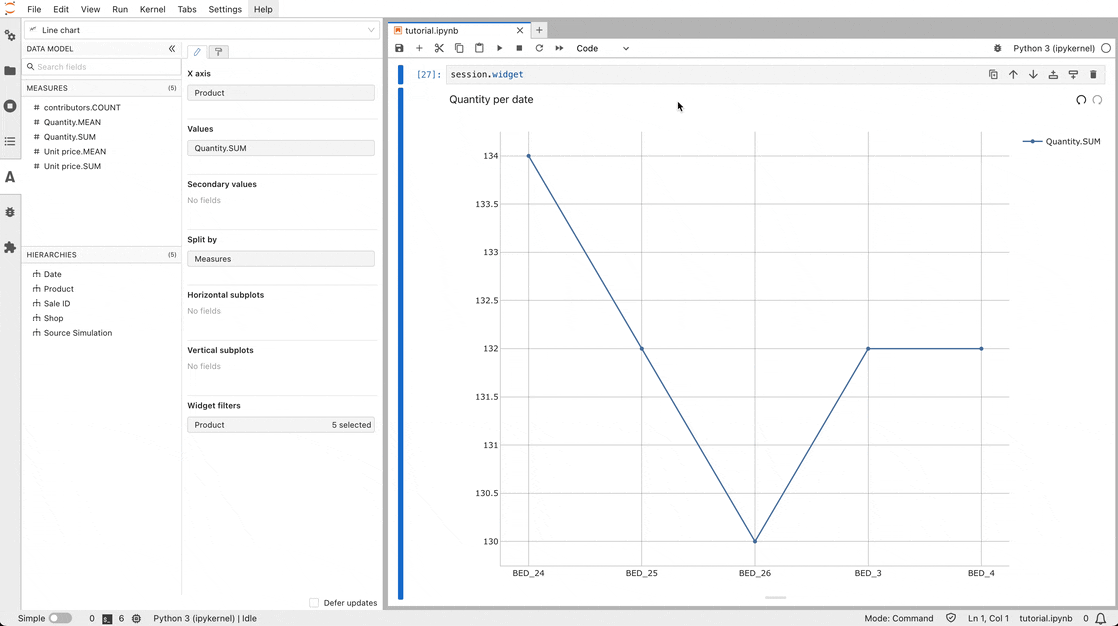 File Edit View Run Kernel Tabs Settings Help
Line chart
DATA MODEL
Search fields
MEASURES (5)
# contributors.COUNT
# Quantity.MEAN
# Quantity.SUM
# Unit price.MEAN
# Unit price.SUM
HIERARCHIES (5)
Date
Product
Sale ID
Shop
Source Simulation
X axis
Product
Values
Quantity.SUM
Secondary values
No fields
Split by
Measures
Horizontal subplots
No fields
Vertical subplots
No fields
Widget filters
Product 5 selected
Defer updates
tutorial.ipynb
Code
Python 3 (ipykernel)
[27]: session.widget
Quantity per date
Quantity.SUM
134
133.5
133
132.5
132
131.5
131
130.5
130
BED_24 BED_25 BED_26 BED_3 BED_4
Simple 0 6 Python 3 (ipykernel) | Idle Mode: Command Ln 1, Col 1 tutorial.ipynb 0